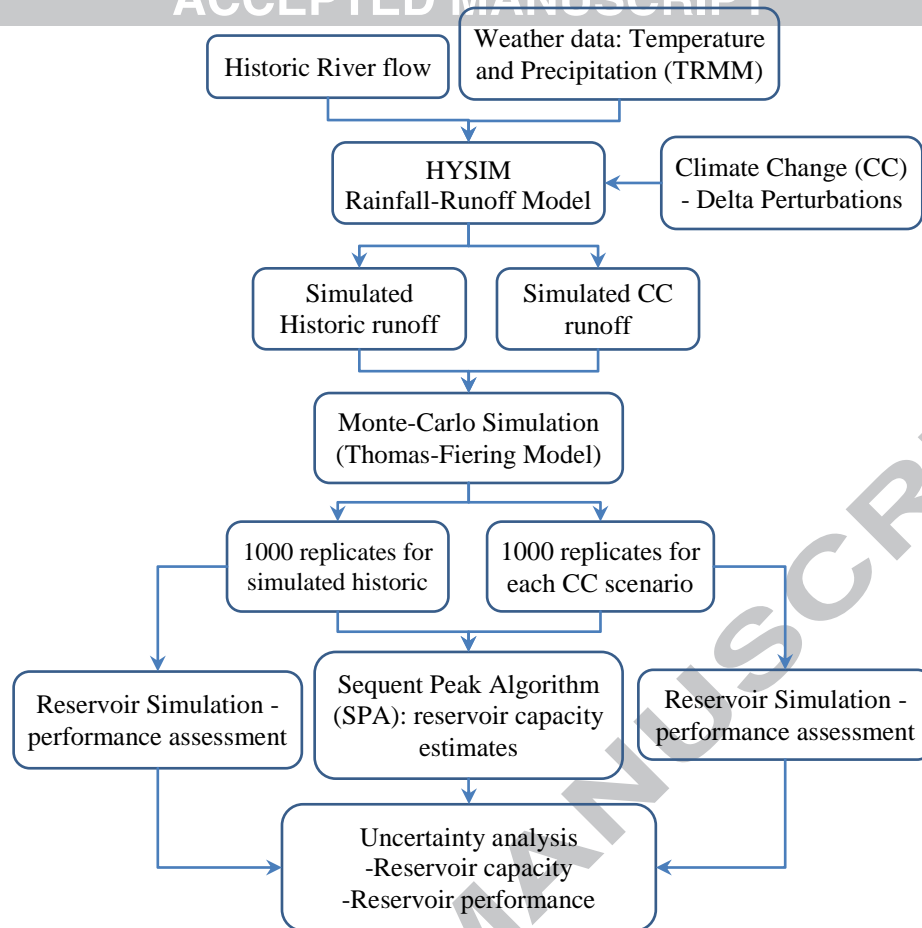 ACCEPTED MANUSCRIPT
Historic River flow
Weather data: Temperature
and Precipitation (TRMM)
HYSIM
Rainfall-Runoff Model
Climate Change (CC)
- Delta Perturbations
Simulated
Historic runoff
Simulated CC
runoff
Monte-Carlo Simulation
(Thomas-Fiering Model)
1000 replicates for
simulated historic
1000 replicates for
each CC scenario
Reservoir Simulation -
performance assessment
Sequent Peak Algorithm
(SPA): reservoir capacity
estimates
Reservoir Simulation -
performance assessment
Uncertainty analysis
-Reservoir capacity
-Reservoir performance
MANUSCRI